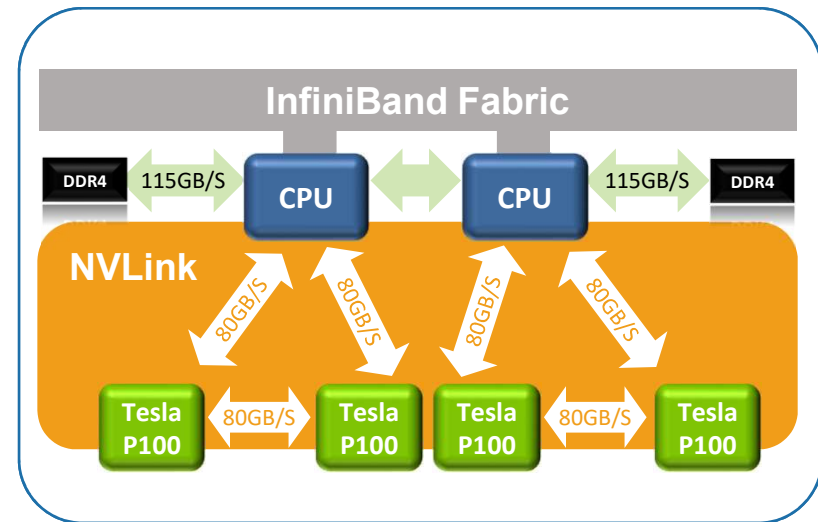 InfiniBand Fabric
DDR4
115GB/S
CPU
CPU
115GB/S
DDR4
NVLink
80GB/S
80GB/S
80GB/S
80GB/S
Tesla
P100
80GB/S
Tesla
P100
Tesla
P100
80GB/S
Tesla
P100